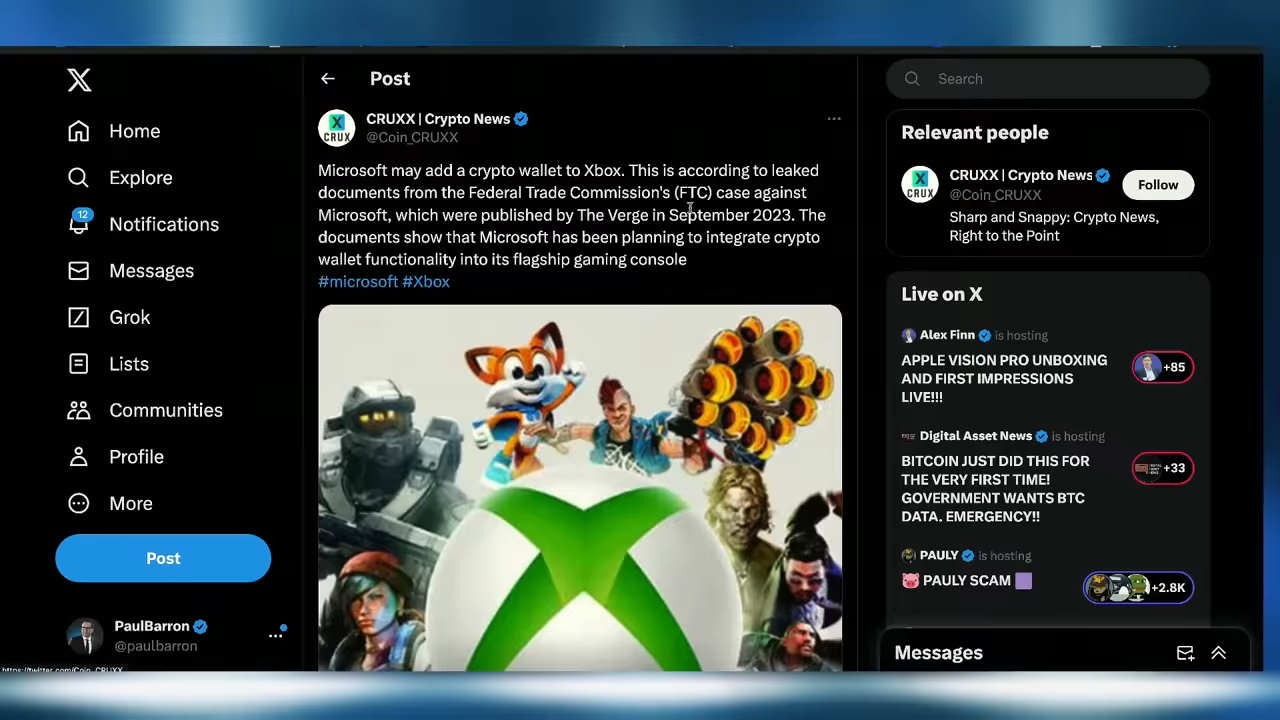 Home
Explore
12
Notifications
Messages
Grok
Lists
Communities
Profile
More
Post
PaulBarron
@paulbarron
https://twitter.com/Coin_CRUXX
Post
CRUX
CRUXX | Crypto News
@Coin_CRUXX
Microsoft may add a crypto wallet to Xbox. This is according to leaked
documents from the Federal Trade Commission's (FTC) case against
Microsoft, which were published by The Verge in September 2023. The
documents show that Microsoft has been planning to integrate crypto
wallet functionality into its flagship gaming console
#microsoft #Xbox
Search
Relevant people
CRUX
CRUXX | Crypto News
@Coin_CRUXX
Follow
Sharp and Snappy: Crypto News,
Right to the Point
Live on X
Alex Finn is hosting
APPLE VISION PRO UNBOXING
AND FIRST IMPRESSIONS
LIVE!!!
+85
Digital Asset News is hosting
BITCOIN JUST DID THIS FOR
THE VERY FIRST TIME!
GOVERNMENT WANTS BTC
DATA. EMERGENCY!!
+33
PAULY is hosting
PAULY SCAM
+2.8K
Messages